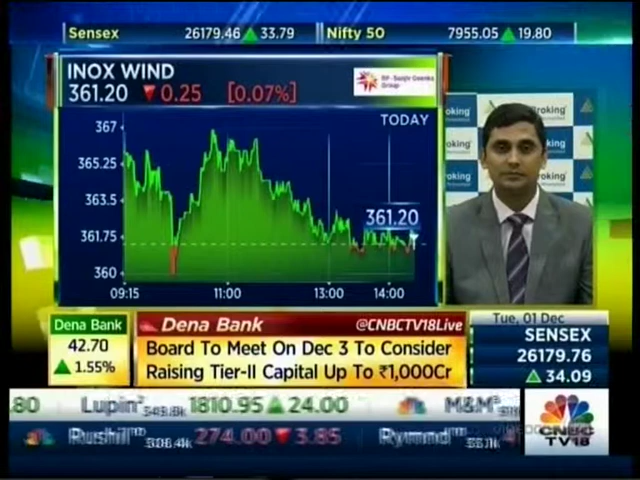 Sensex 26179.46 ▲ 33.79 Nifty 50 7955.05 ▲ 19.80
INOX WIND
361.20 ▼ 0.25 [0.07%]
RP-Sanjiv Goenka
Group
TODAY
367
365.25
363.5
361.75
360
361.20
09:15 11:00 13:00 14:00
Broking
Dena Bank
42.70
▲ 1.55%
Dena Bank @CNBCTV18Live
Board To Meet On Dec 3 To Consider
Raising Tier-II Capital Up To ₹1,000Cr
Tue, 01 Dec
SENSEX
26179.76
▲ 34.09
.80 Lupin 1810.95 ▲ 24.00 M&M
Rushil 274.00 ▼ 3.85
CNBC
TV18